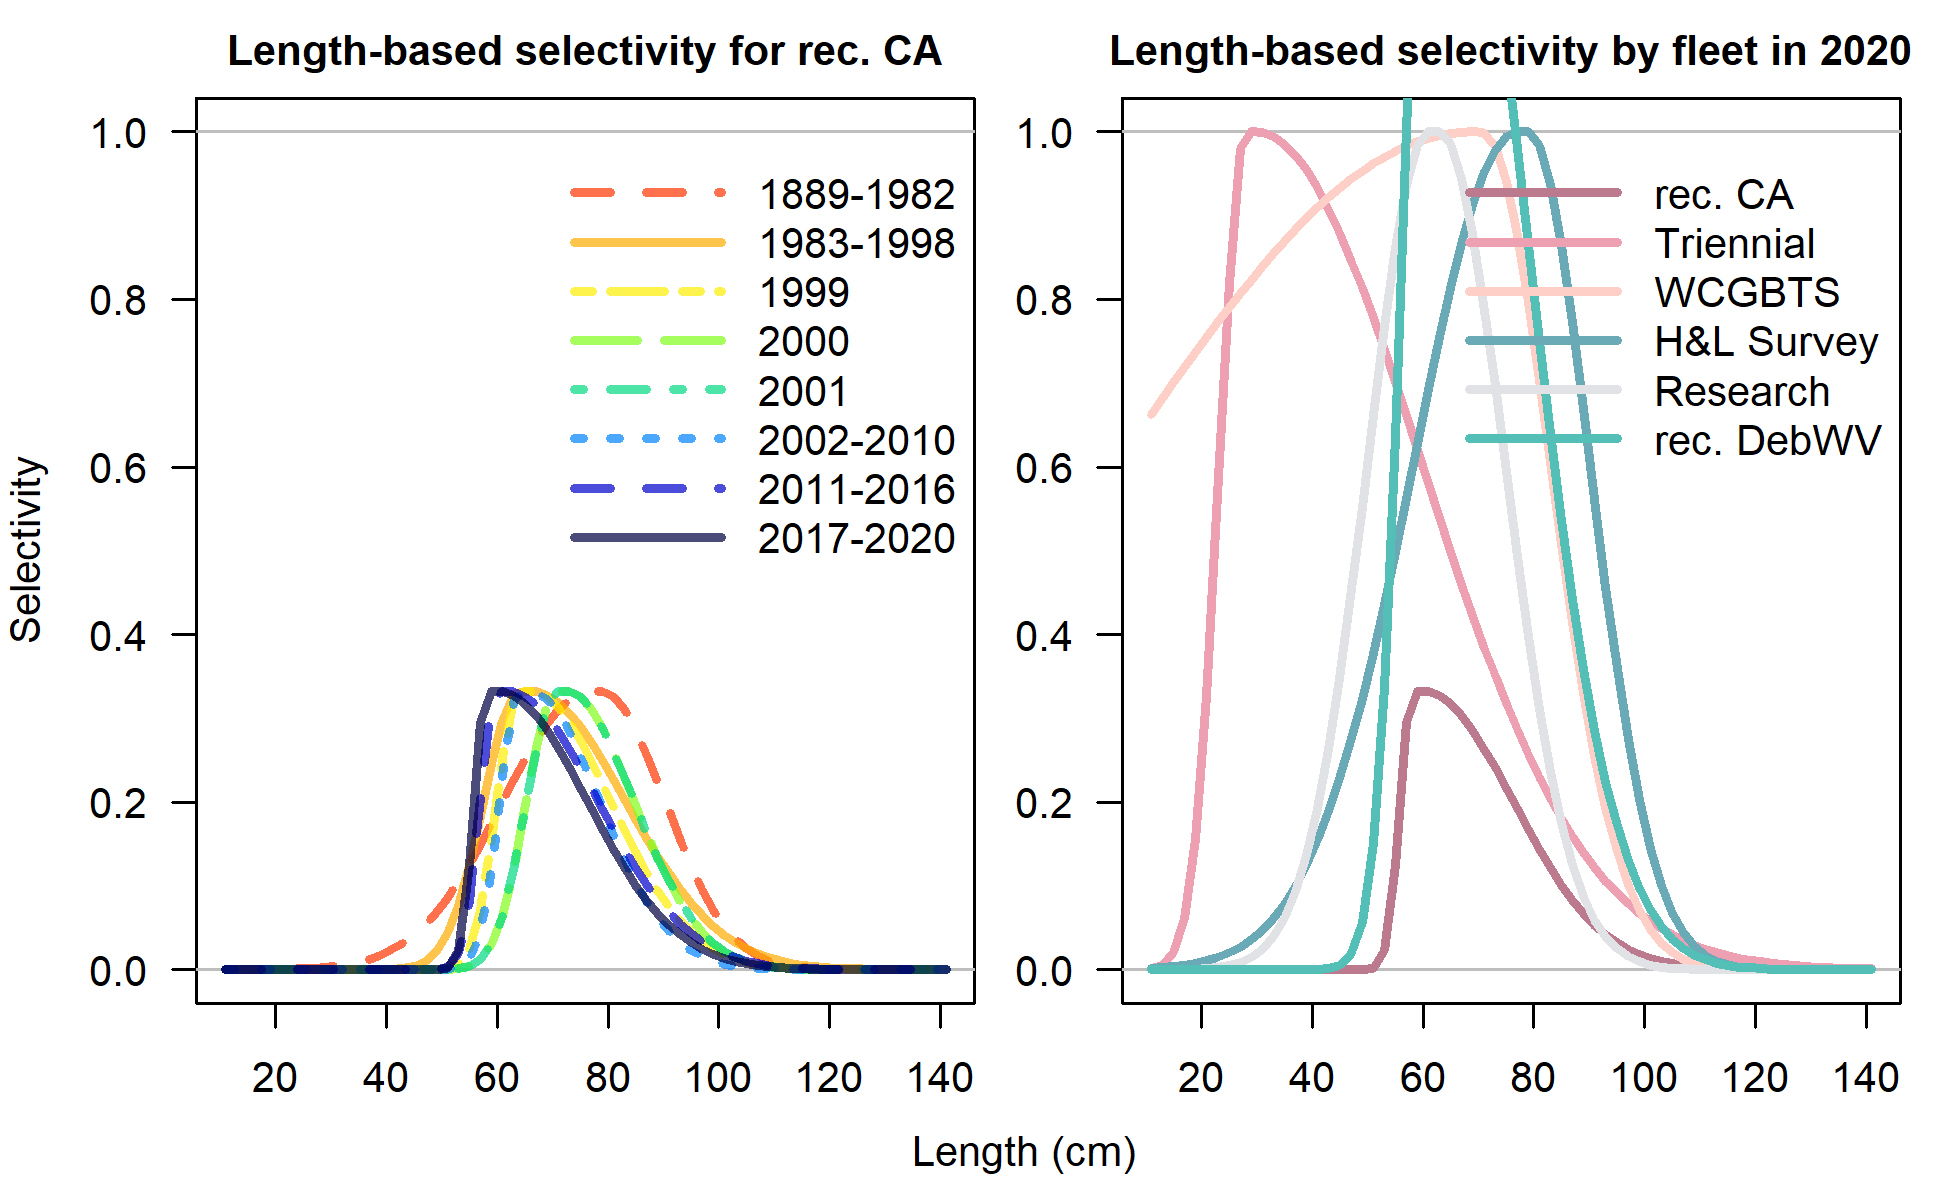 Length-based selectivity for rec. CA
1.0
0.8
0.6
0.4
0.2
0.0
1889-1982
1983-1998
1999
2000
2001
2002-2010
2011-2016
2017-2020
20 40 60 80 100 120 140
Selectivity
Length-based selectivity by fleet in 2020
1.0
0.8
0.6
0.4
0.2
0.0
rec. CA
Triennial
WCGBTS
H&L Survey
Research
rec. DebWV
20 40 60 80 100 120 140
Length (cm)